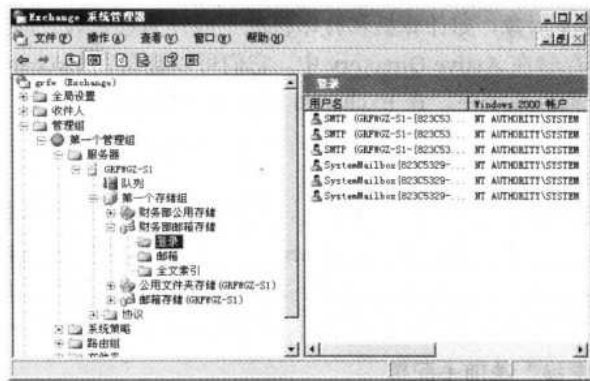 Exchange 系统管理器
文件(F) 操作(A) 查看(V) 窗口(W) 帮助(H)
grfw (Exchange)
全局设置
收件人
管理组
第一个管理组
服务器
GRFWGZ-S1
队列
第一个存储组
财务部公用存储
财务部邮箱存储
登录
邮箱
全文索引
公用文件夹存储(GRFWGZ-S1)
邮箱存储(GRFWGZ-S1)
协议
系统策略
路由组
登录
用户名 Windows 2000 帐户
SMTP (GRFWGZ-S1-{823C53... NT AUTHORITY\SYSTEM
SMTP (GRFWGZ-S1-{823C53... NT AUTHORITY\SYSTEM
SMTP (GRFWGZ-S1-{823C53... NT AUTHORITY\SYSTEM
SystemMailbox{823C5329-... NT AUTHORITY\SYSTEM
SystemMailbox{823C5329-... NT AUTHORITY\SYSTEM
SystemMailbox{823C5329-... NT AUTHORITY\SYSTEM